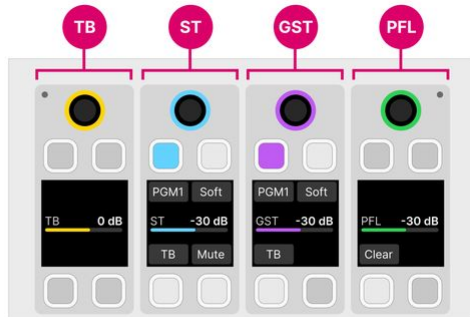 TB ST GST PFL
PGM1 Soft PGM1 Soft
TB 0 dB ST -30 dB GST -30 dB PFL -30 dB
TB Mute TB Clear